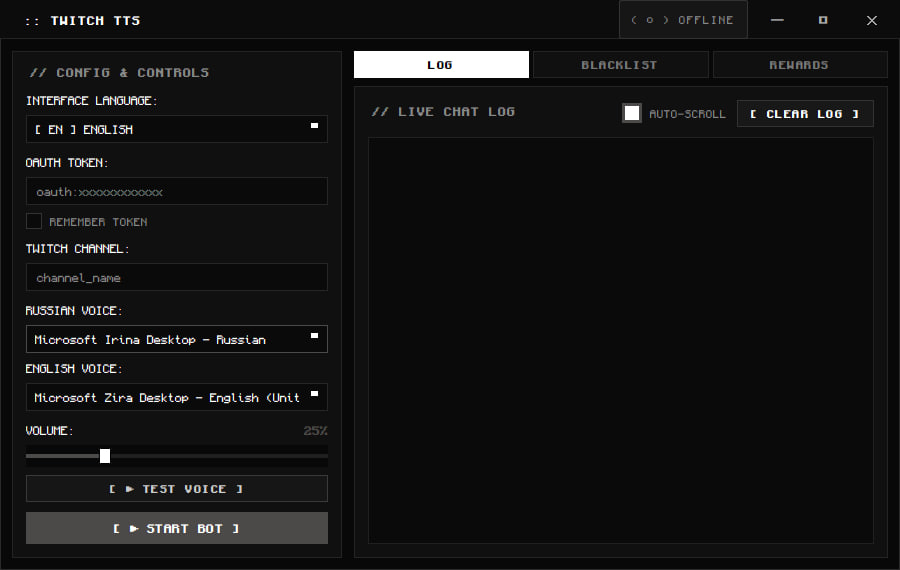 :: TWITCH TTS
( o ) OFFLINE
// CONFIG & CONTROLS
INTERFACE LANGUAGE:
[ EN ] ENGLISH
OAUTH TOKEN:
oauth:xxxxxxxxxxxx
REMEMBER TOKEN
TWITCH CHANNEL:
channel_name
RUSSIAN VOICE:
Microsoft Irina Desktop - Russian
ENGLISH VOICE:
Microsoft Zira Desktop - English (Unit
VOLUME: 25%
[ ► TEST VOICE ]
[ ► START BOT ]
LOG BLACKLIST REWARDS
// LIVE CHAT LOG
AUTO-SCROLL
[ CLEAR LOG ]